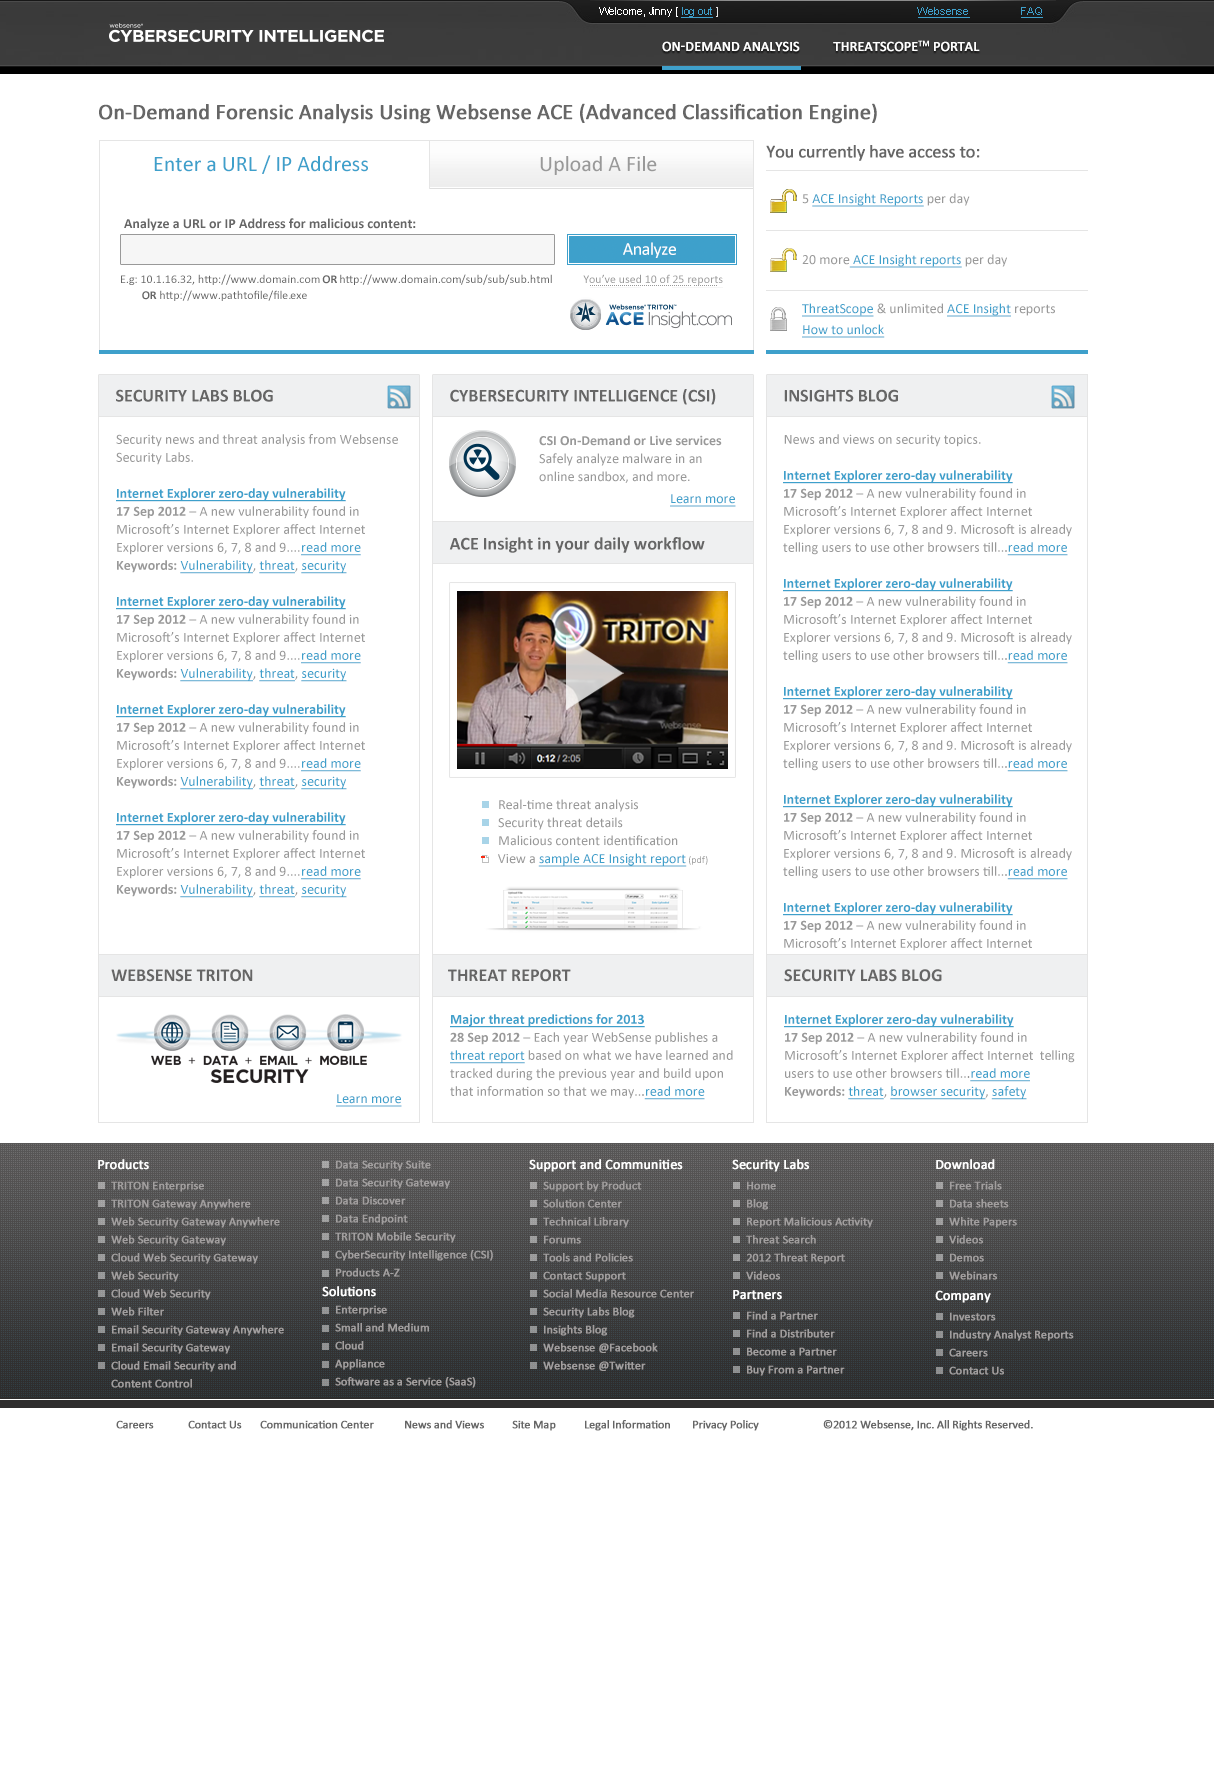 Welcome, Jinny [ log out ]
Websense
FAQ
websense®
CYBERSECURITY INTELLIGENCE
ON-DEMAND ANALYSIS
THREATSCOPE™ PORTAL
On-Demand Forensic Analysis Using Websense ACE (Advanced Classification Engine)
Enter a URL / IP Address
Upload A File
Analyze a URL or IP Address for malicious content:
Analyze
E.g: 10.1.16.32, http://www.domain.com OR http://www.domain.com/sub/sub/sub.html
OR http://www.pathtofile/file.exe
You've used 10 of 25 reports
Websense® TRITON™
ACE Insight.com
You currently have access to:
5 ACE Insight Reports per day
20 more ACE Insight reports per day
ThreatScope & unlimited ACE Insight reports
How to unlock
SECURITY LABS BLOG
Security news and threat analysis from Websense
Security Labs.
Internet Explorer zero-day vulnerability
17 Sep 2012 – A new vulnerability found in
Microsoft's Internet Explorer affect Internet
Explorer versions 6, 7, 8 and 9....read more
Keywords: Vulnerability, threat, security
Internet Explorer zero-day vulnerability
17 Sep 2012 – A new vulnerability found in
Microsoft's Internet Explorer affect Internet
Explorer versions 6, 7, 8 and 9....read more
Keywords: Vulnerability, threat, security
Internet Explorer zero-day vulnerability
17 Sep 2012 – A new vulnerability found in
Microsoft's Internet Explorer affect Internet
Explorer versions 6, 7, 8 and 9....read more
Keywords: Vulnerability, threat, security
Internet Explorer zero-day vulnerability
17 Sep 2012 – A new vulnerability found in
Microsoft's Internet Explorer affect Internet
Explorer versions 6, 7, 8 and 9....read more
Keywords: Vulnerability, threat, security
CYBERSECURITY INTELLIGENCE (CSI)
CSI On-Demand or Live services
Safely analyze malware in an
online sandbox, and more.
Learn more
ACE Insight in your daily workflow
TRITON™
websense
0:12 / 2:05
Real-time threat analysis
Security threat details
Malicious content identification
View a sample ACE Insight report (pdf)
INSIGHTS BLOG
News and views on security topics.
Internet Explorer zero-day vulnerability
17 Sep 2012 – A new vulnerability found in
Microsoft's Internet Explorer affect Internet
Explorer versions 6, 7, 8 and 9. Microsoft is already
telling users to use other browsers till...read more
Internet Explorer zero-day vulnerability
17 Sep 2012 – A new vulnerability found in
Microsoft's Internet Explorer affect Internet
Explorer versions 6, 7, 8 and 9. Microsoft is already
telling users to use other browsers till...read more
Internet Explorer zero-day vulnerability
17 Sep 2012 – A new vulnerability found in
Microsoft's Internet Explorer affect Internet
Explorer versions 6, 7, 8 and 9. Microsoft is already
telling users to use other browsers till...read more
Internet Explorer zero-day vulnerability
17 Sep 2012 – A new vulnerability found in
Microsoft's Internet Explorer affect Internet
Explorer versions 6, 7, 8 and 9. Microsoft is already
telling users to use other browsers till...read more
Internet Explorer zero-day vulnerability
17 Sep 2012 – A new vulnerability found in
Microsoft's Internet Explorer affect Internet
WEBSENSE TRITON
WEB + DATA + EMAIL + MOBILE
SECURITY
Learn more
THREAT REPORT
Major threat predictions for 2013
28 Sep 2012 – Each year WebSense publishes a
threat report based on what we have learned and
tracked during the previous year and build upon
that information so that we may...read more
SECURITY LABS BLOG
Internet Explorer zero-day vulnerability
17 Sep 2012 – A new vulnerability found in
Microsoft's Internet Explorer affect Internet telling
users to use other browsers till...read more
Keywords: threat, browser security, safety
Products
TRITON Enterprise
TRITON Gateway Anywhere
Web Security Gateway Anywhere
Web Security Gateway
Cloud Web Security Gateway
Web Security
Cloud Web Security
Web Filter
Email Security Gateway Anywhere
Email Security Gateway
Cloud Email Security and
Content Control
Data Security Suite
Data Security Gateway
Data Discover
Data Endpoint
TRITON Mobile Security
CyberSecurity Intelligence (CSI)
Products A-Z
Solutions
Enterprise
Small and Medium
Cloud
Appliance
Software as a Service (SaaS)
Support and Communities
Support by Product
Solution Center
Technical Library
Forums
Tools and Policies
Contact Support
Social Media Resource Center
Security Labs Blog
Insights Blog
Websense @Facebook
Websense @Twitter
Security Labs
Home
Blog
Report Malicious Activity
Threat Search
2012 Threat Report
Videos
Partners
Find a Partner
Find a Distributer
Become a Partner
Buy From a Partner
Download
Free Trials
Data sheets
White Papers
Videos
Demos
Webinars
Company
Investors
Industry Analyst Reports
Careers
Contact Us
Careers
Contact Us
Communication Center
News and Views
Site Map
Legal Information
Privacy Policy
©2012 Websense, Inc. All Rights Reserved.